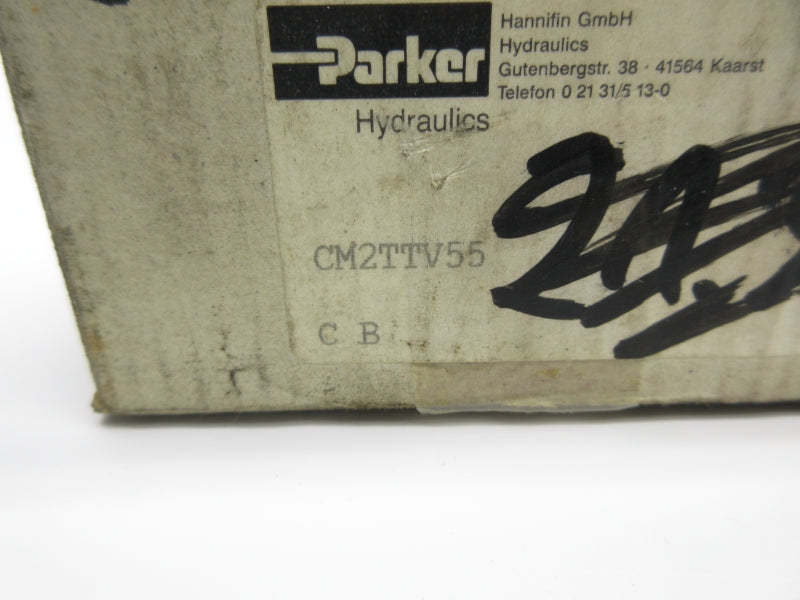 Parker
Hydraulics
Hannifin GmbH
Hydraulics
Gutenbergstr. 38 · 41564 Kaarst
Telefon 0 21 31/5 13-0
CM2TTV55
C B